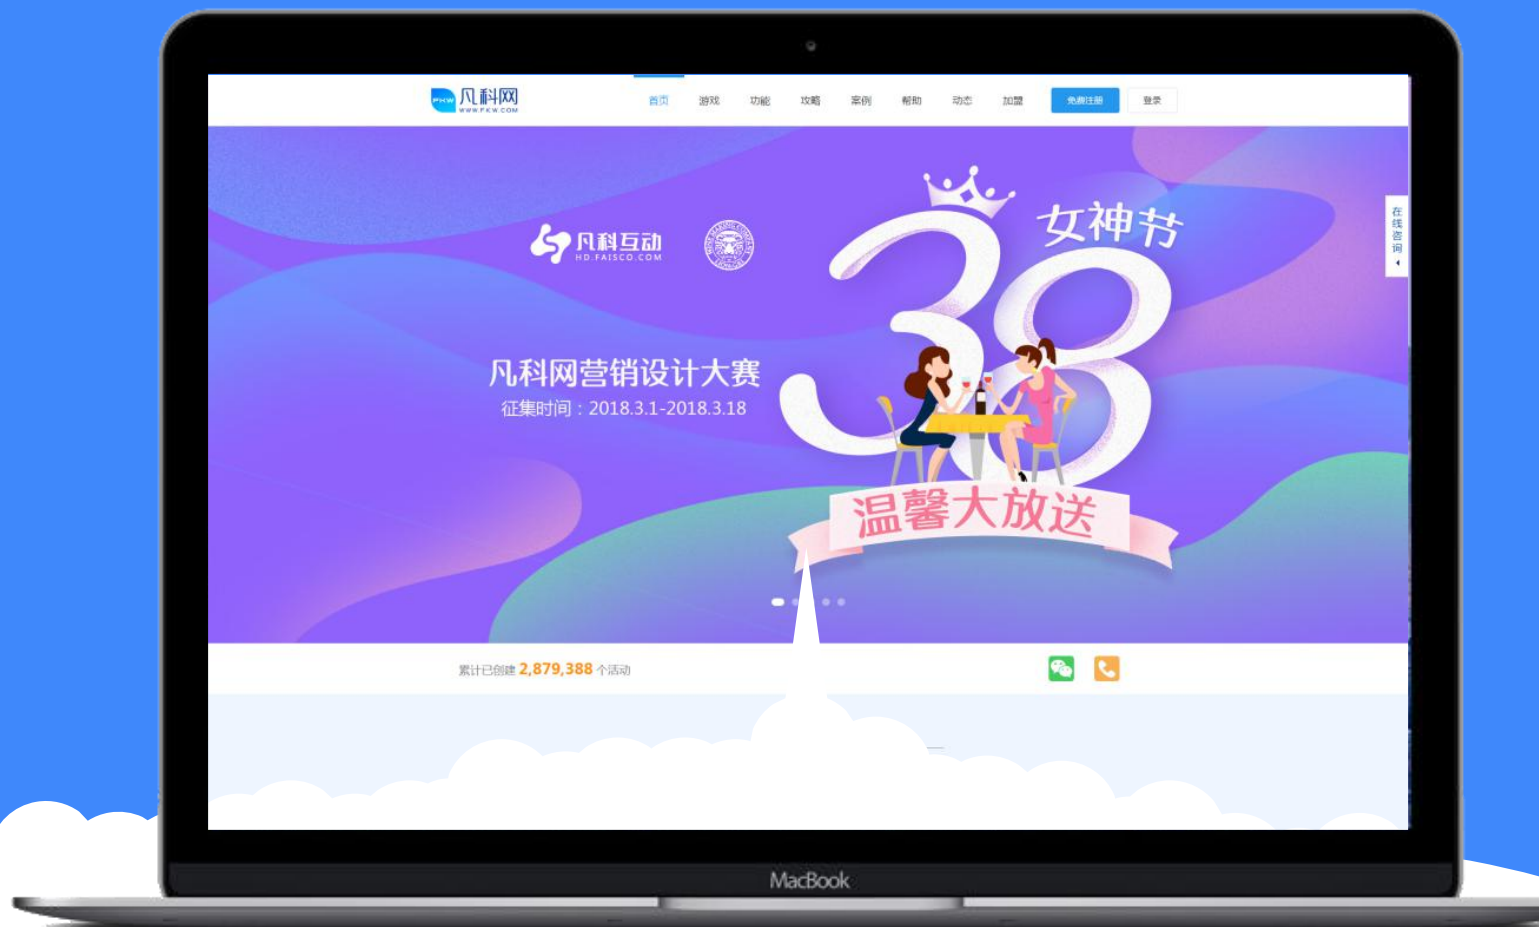 FKW 凡科网
WWW.FKW.COM
首页 游戏 功能 攻略 案例 帮助 动态 加盟 免费注册 登录
凡科互动
HD.FAISCO.COM
女神节
38
在线咨询
凡科网营销设计大赛
征集时间：2018.3.1-2018.3.18
温馨大放送
累计已创建 2,879,388 个活动
MacBook